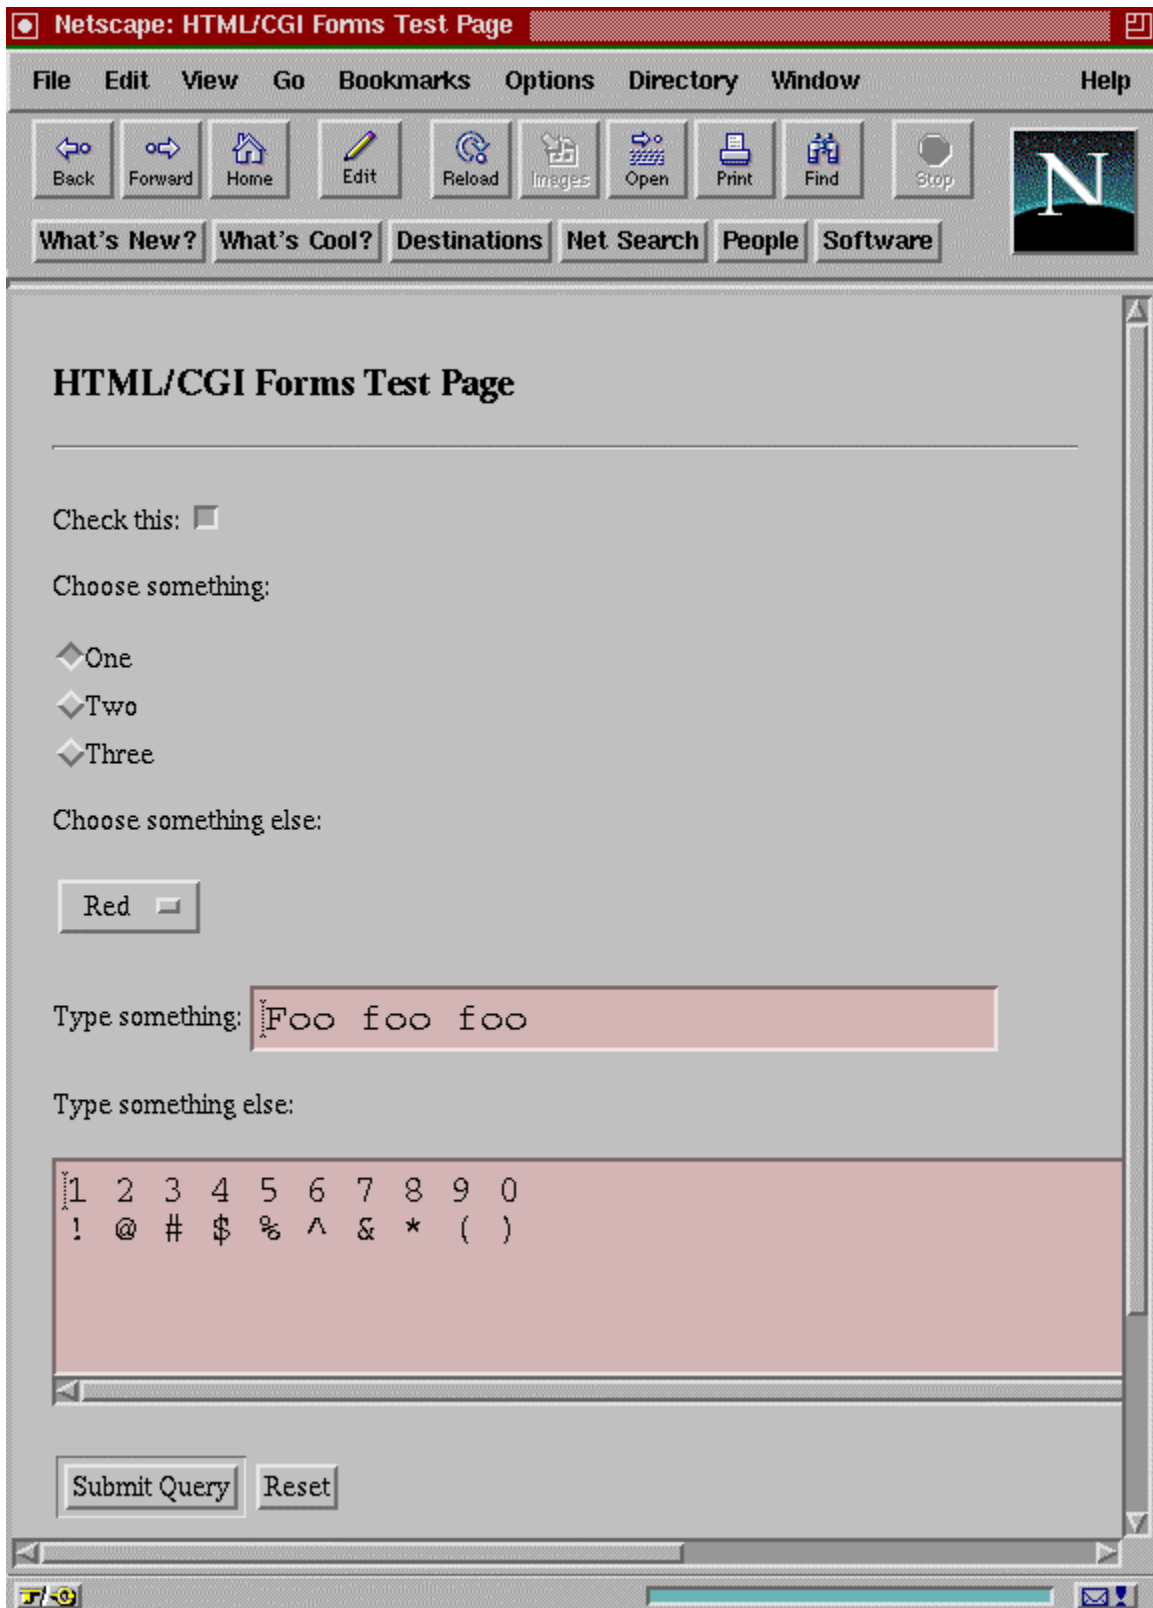 Netscape: HTML/CGI Forms Test Page
File Edit View Go Bookmarks Options Directory Window Help
Back Forward Home Edit Reload Images Open Print Find Stop
N
What's New? What's Cool? Destinations Net Search People Software
HTML/CGI Forms Test Page
Check this:
Choose something:
One
Two
Three
Choose something else:
Red
Type something: Foo foo foo
Type something else:
1 2 3 4 5 6 7 8 9 0
! @ # $ % ^ & * ( )
Submit Query Reset